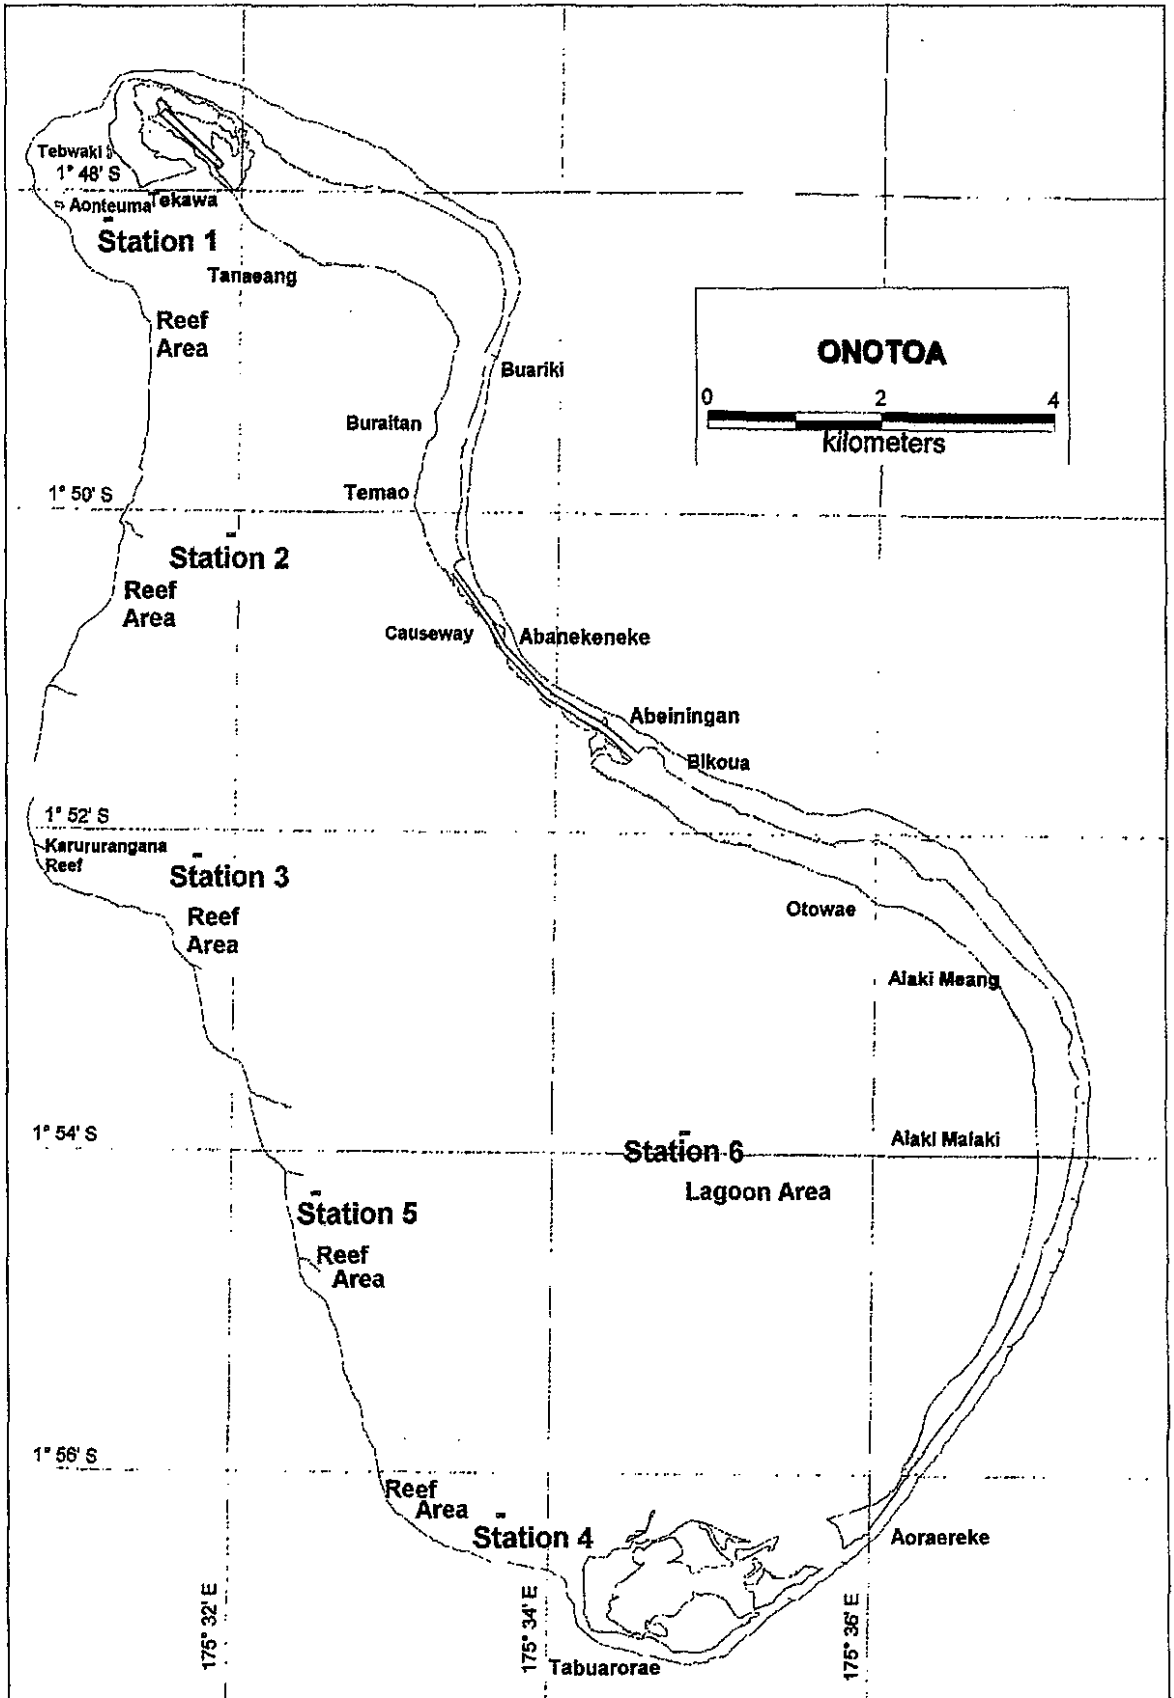 Tebwaki
1° 48' S
Aonteuma
Tekawa
Station 1
Tanaeang
Reef
Area
ONOTOA
0 2 4
kilometers
Buariki
Buraitan
1° 50' S
Temao
Station 2
Reef
Area
Causeway
Abanekeneke
Abeiningan
Bikoua
1° 52' S
Karururangana
Reef
Station 3
Reef
Area
Otowae
Aiaki Meang
1° 54' S
Aiaki Maiaki
Station 6
Lagoon Area
Station 5
Reef
Area
1° 56' S
Reef
Area
Station 4
Aoraereke
175° 32' E
175° 34' E
175° 36' E
Tabuarorae